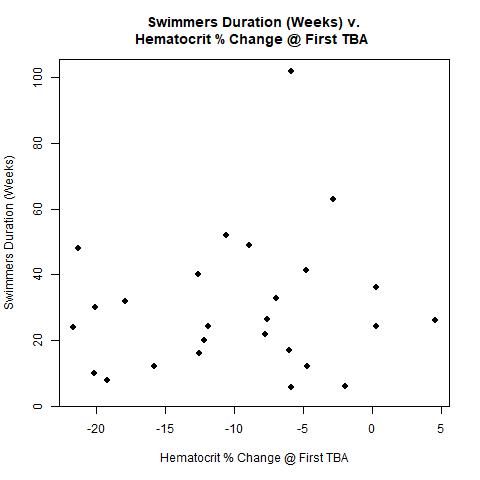 Swimmers Duration (Weeks) v.
Hematocrit % Change @ First TBA
Swimmers Duration (Weeks)
100
80
60
40
20
0
-20 -15 -10 -5 0 5
Hematocrit % Change @ First TBA